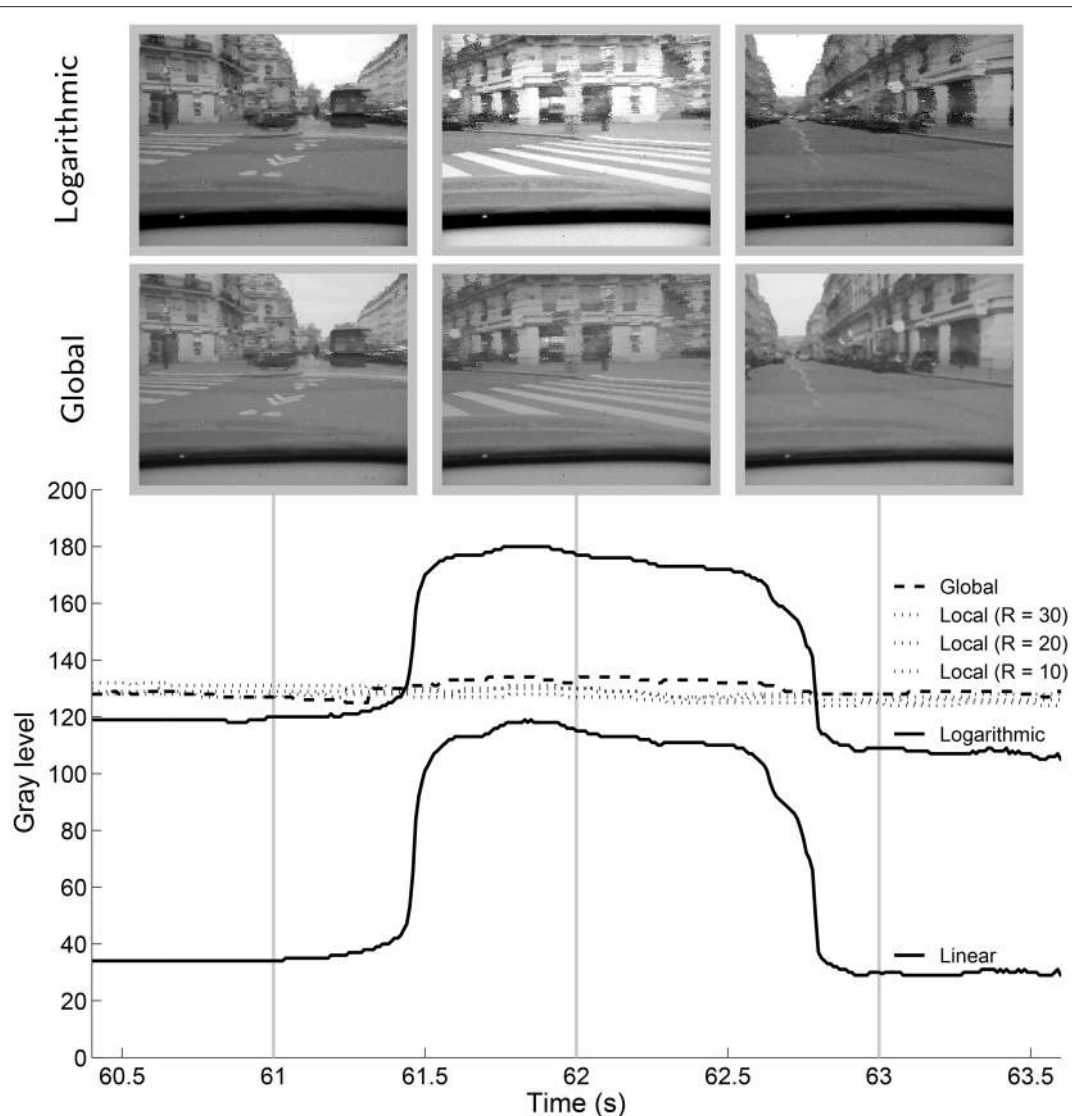 Logarithmic
Global
200
180
160
140
120
100
80
60
40
20
0
Gray level
Global
Local (R = 30)
Local (R = 20)
Local (R = 10)
Logarithmic
Linear
60.5 61 61.5 62 62.5 63 63.5
Time (s)